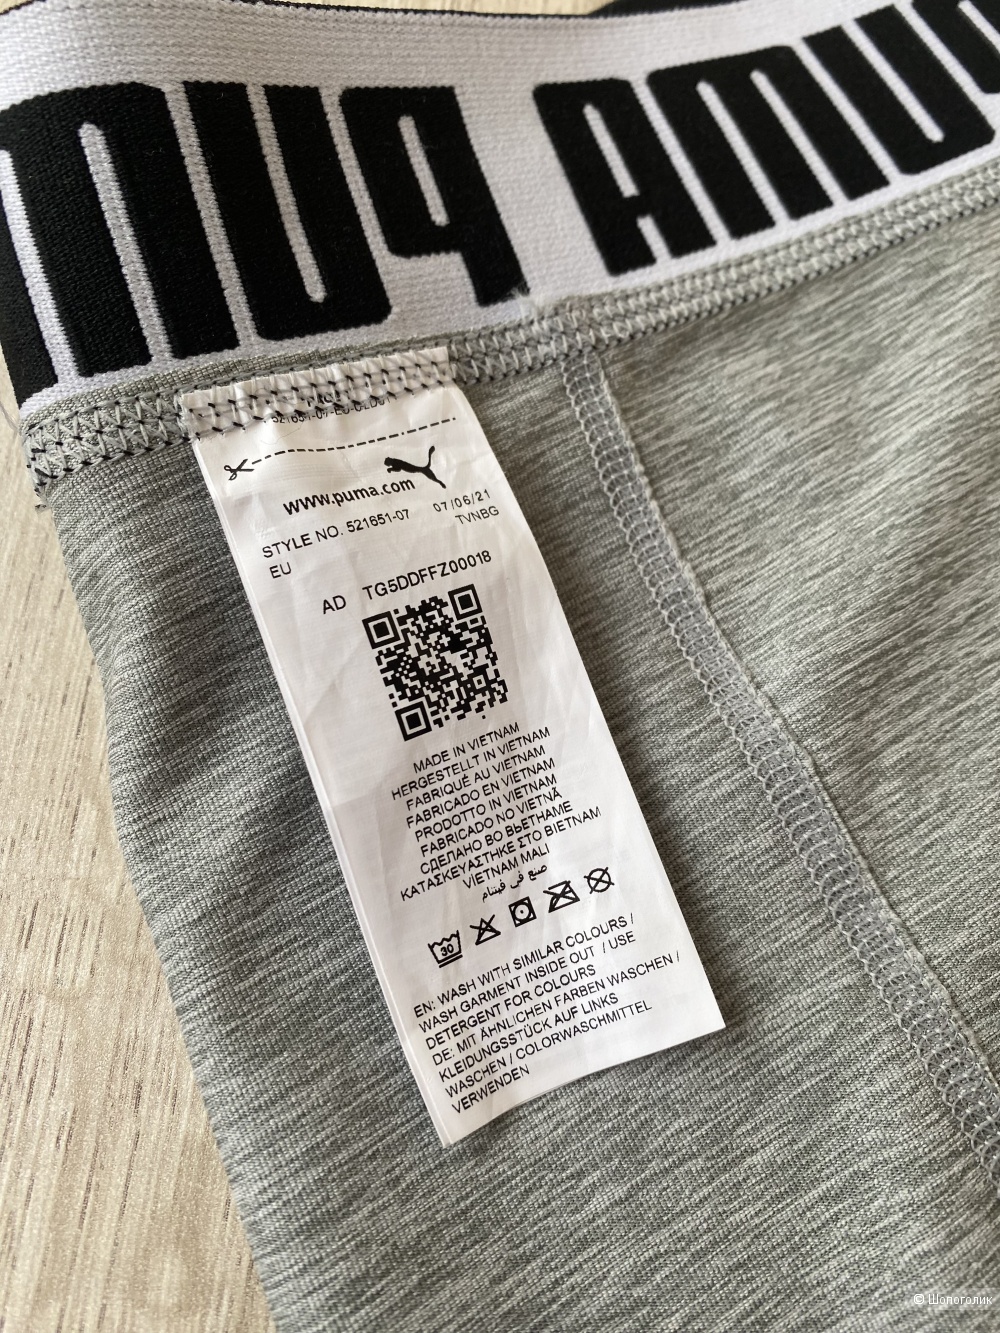 PUMA PUMA
www.puma.com
STYLE NO. 521651-07 07/06/21
EU TVNBG
AD TG5DDFFZ00018
MADE IN VIETNAM
HERGESTELLT IN VIETNAM
FABRIQUÉ AU VIETNAM
FABRICADO EN VIETNAM
PRODOTTO IN VIETNAM
FABRICADO NO VIETNÃ
СДЕЛАНО ВО ВЬЕТНАМЕ
ΚΑΤΑΣΚΕΥΑΣΤΗΚΕ ΣΤΟ ΒΙΕΤΝΑΜ
VİETNAM MALI
صنع في فيتنام
30
EN: WASH WITH SIMILAR COLOURS /
WASH GARMENT INSIDE OUT / USE
DETERGENT FOR COLOURS
DE: MIT ÄHNLICHEN FARBEN WASCHEN /
KLEIDUNGSSTÜCK AUF LINKS
WASCHEN / COLORWASCHMITTEL
VERWENDEN
© Шопоголик